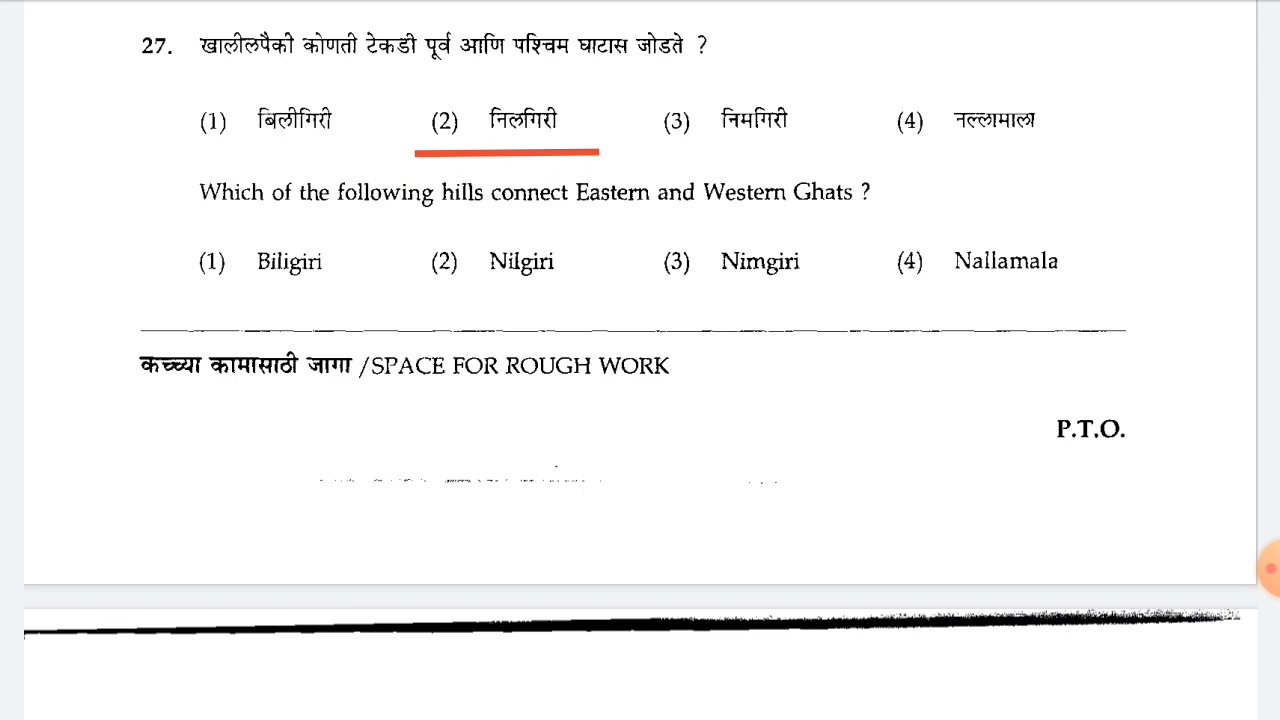 27. खालीलपैकी कोणती टेकडी पूर्व आणि पश्चिम घाटास जोडते ?
(1) बिलीगिरी (2) निलगिरी (3) निमगिरी (4) नल्लामाला
Which of the following hills connect Eastern and Western Ghats ?
(1) Biligiri (2) Nilgiri (3) Nimgiri (4) Nallamala
कच्च्या कामासाठी जागा /SPACE FOR ROUGH WORK
P.T.O.